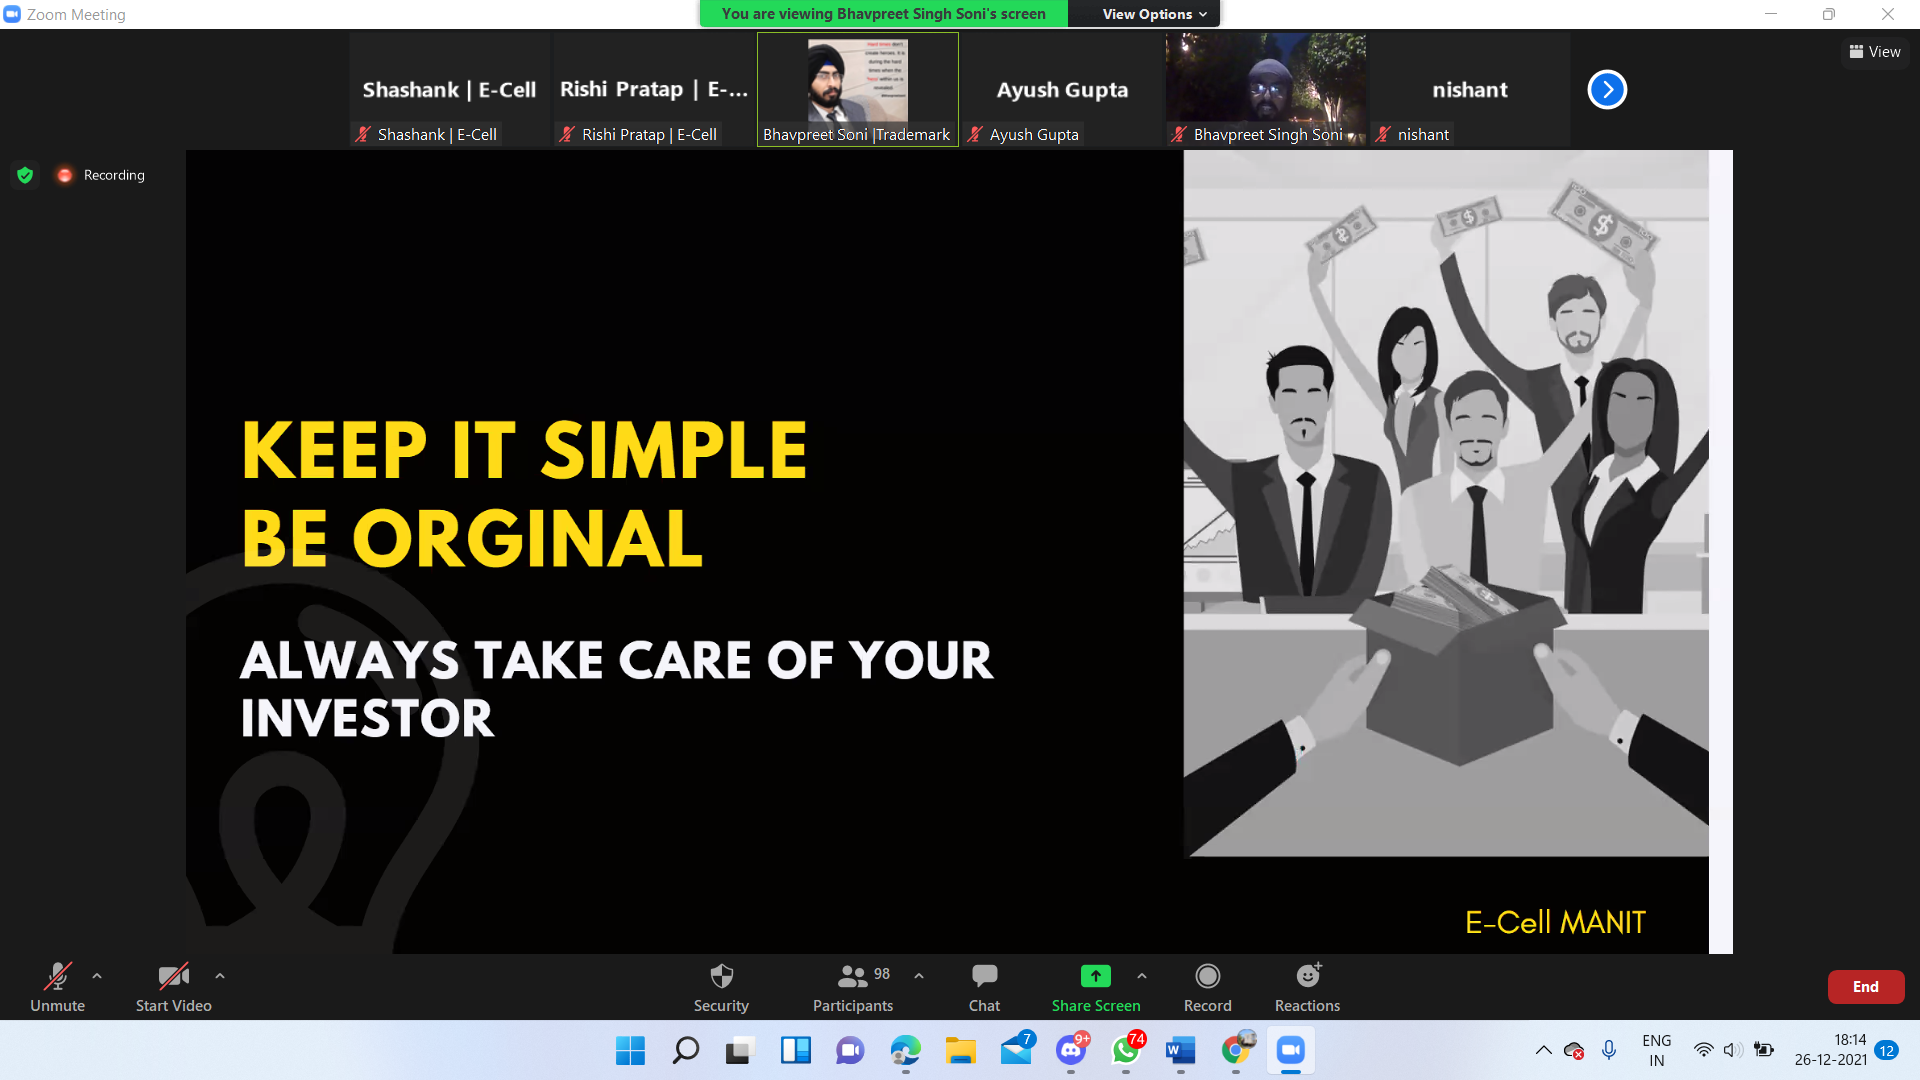 Zoom Meeting
You are viewing Bhavpreet Singh Soni's screen
View Options
View
Shashank | E-Cell
Rishi Pratap | E-...
Ayush Gupta
nishant
Shashank | E-Cell
Rishi Pratap | E-Cell
Bhavpreet Soni |Trademark
Ayush Gupta
Bhavpreet Singh Soni
nishant
Recording
KEEP IT SIMPLE
BE ORGINAL
ALWAYS TAKE CARE OF YOUR
INVESTOR
E-Cell MANIT
Unmute
Start Video
Security
98
Participants
Chat
Share Screen
Record
Reactions
End
7
9+
74
ENG
IN
18:14
26-12-2021
12